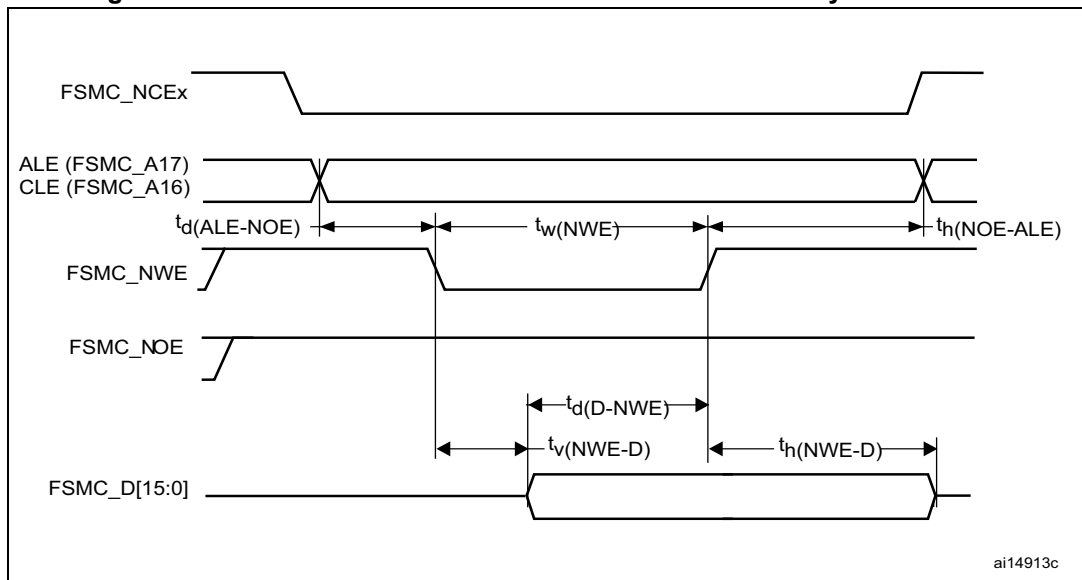 FSMC_NCEx
ALE (FSMC_A17)
CLE (FSMC_A16)
td(ALE-NOE)
tw(NWE)
th(NOE-ALE)
FSMC_NWE
FSMC_NOE
td(D-NWE)
tv(NWE-D)
th(NWE-D)
FSMC_D[15:0]
ai14913c